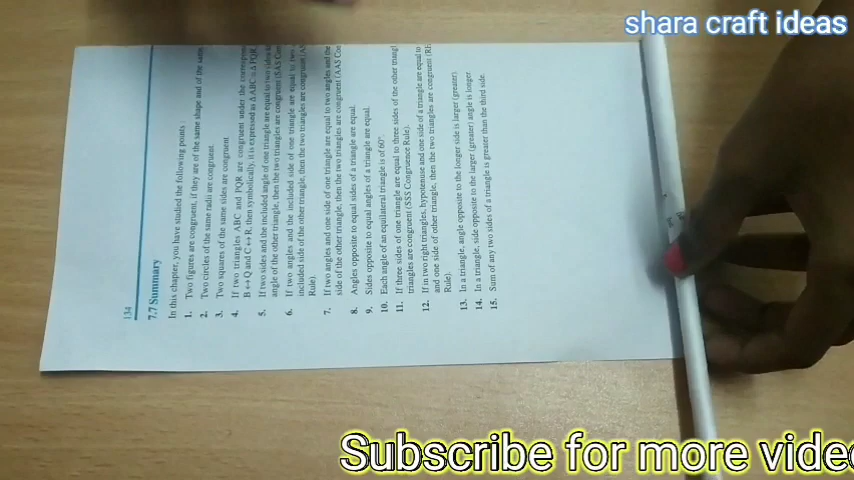 shara craft ideas
134
7.7 Summary
In this chapter, you have studied the following points :
1. Two figures are congruent, if they are of the same shape and of the same
2. Two circles of the same radii are congruent.
3. Two squares of the same sides are congruent.
4. If two triangles ABC and PQR are congruent under the
B ↔ Q and C ↔ R, then symbolically, it is expressed as Δ ABC ≅ Δ PQR
5. If two sides and the included angle of one triangle are equal to two sides
angle of the other triangle, then the two triangles are congruent (SAS
6. If two angles and the included side of one triangle are equal to two
included side of the other triangle, then the two triangles are congruent
Rule).
7. If two angles and one side of one triangle are equal to two angles and the
side of the other triangle, then the two triangles are congruent (AAS
8. Angles opposite to equal sides of a triangle are equal.
9. Sides opposite to equal angles of a triangle are equal.
10. Each angle of an equilateral triangle is of 60°.
11. If three sides of one triangle are equal to three sides of the other
triangles are congruent (SSS Congruence Rule).
12. If in two right triangles, hypotenuse and one side of a triangle are equal to
and one side of other triangle, then the two triangles are congruent
Rule).
13. In a triangle, angle opposite to the longer side is larger (greater).
14. In a triangle, side opposite to the larger (greater) angle is longer.
15. Sum of any two sides of a triangle is greater than the third side.
Subscribe for more